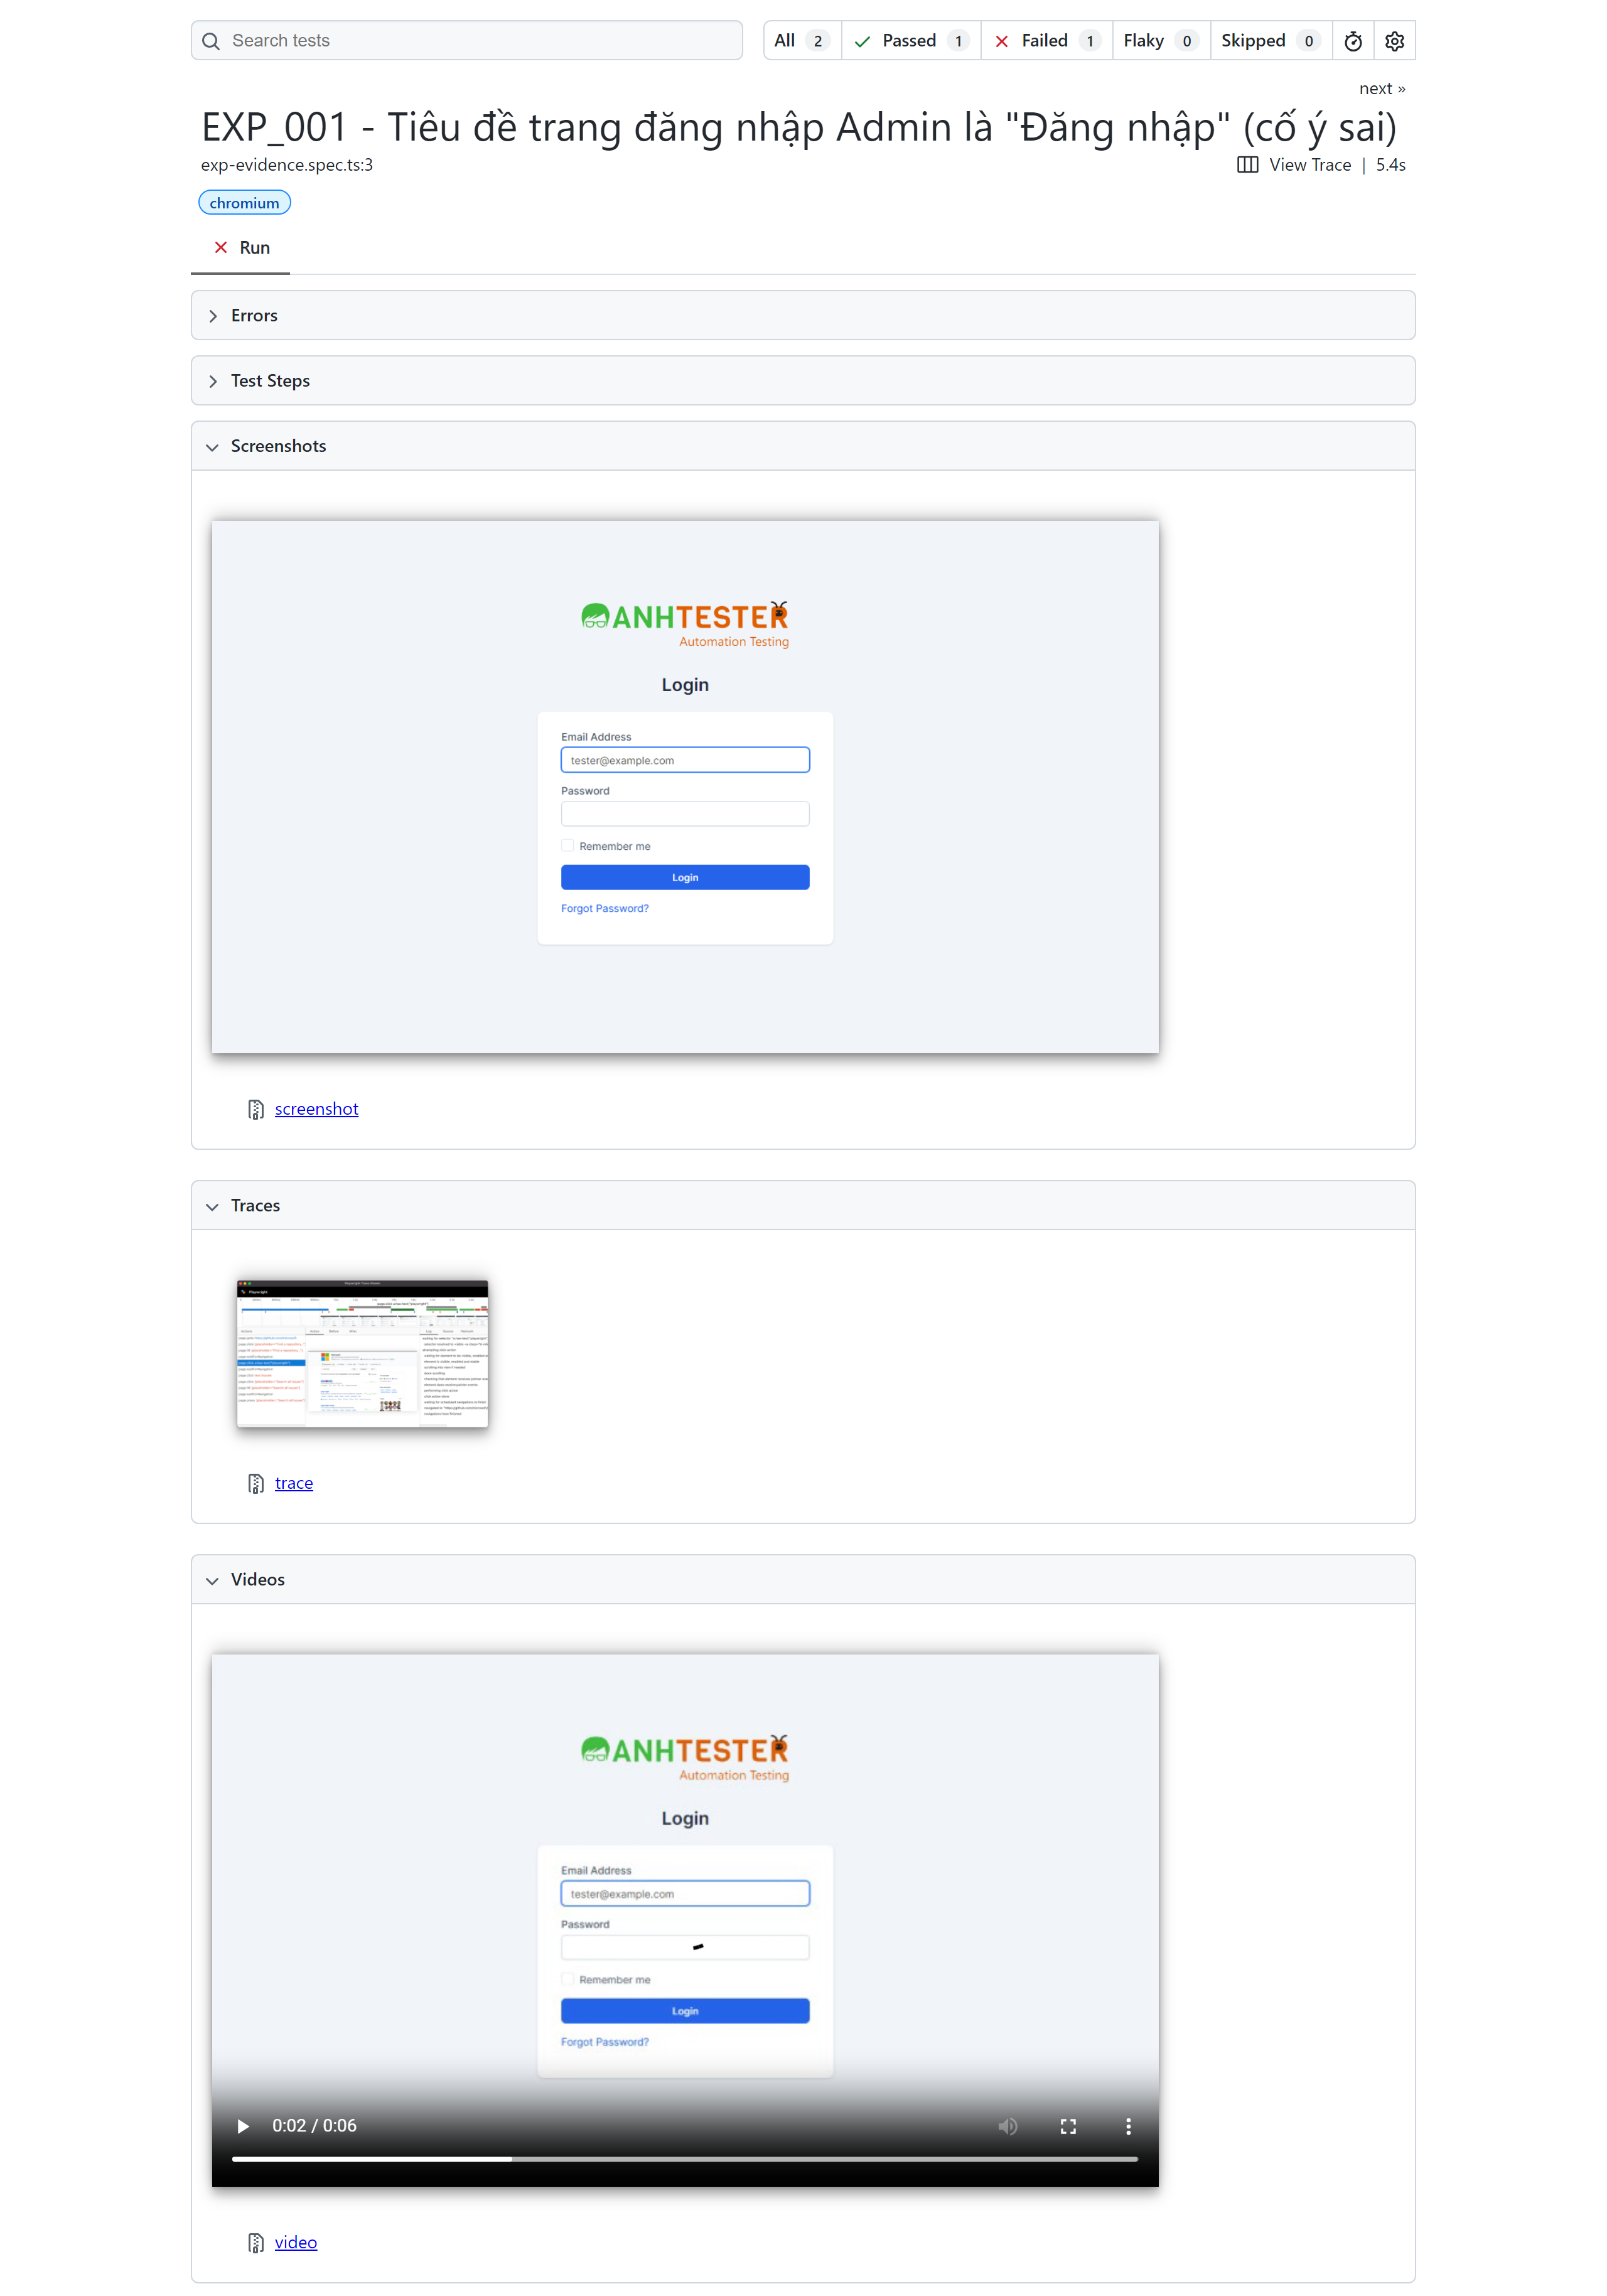 Search tests
All 2 Passed 1 Failed 1 Flaky 0 Skipped 0
next »
EXP_001 - Tiêu đề trang đăng nhập Admin là "Đăng nhập" (cố ý sai)
exp-evidence.spec.ts:3
View Trace | 5.4s
chromium
Run
Errors
Test Steps
Screenshots
ANHTESTER
Automation Testing
Login
Email Address
tester@example.com
Password
Remember me
Login
Forgot Password?
screenshot
Traces
trace
Videos
ANHTESTER
Automation Testing
Login
Email Address
tester@example.com
Password
Remember me
Login
Forgot Password?
0:02 / 0:06
video